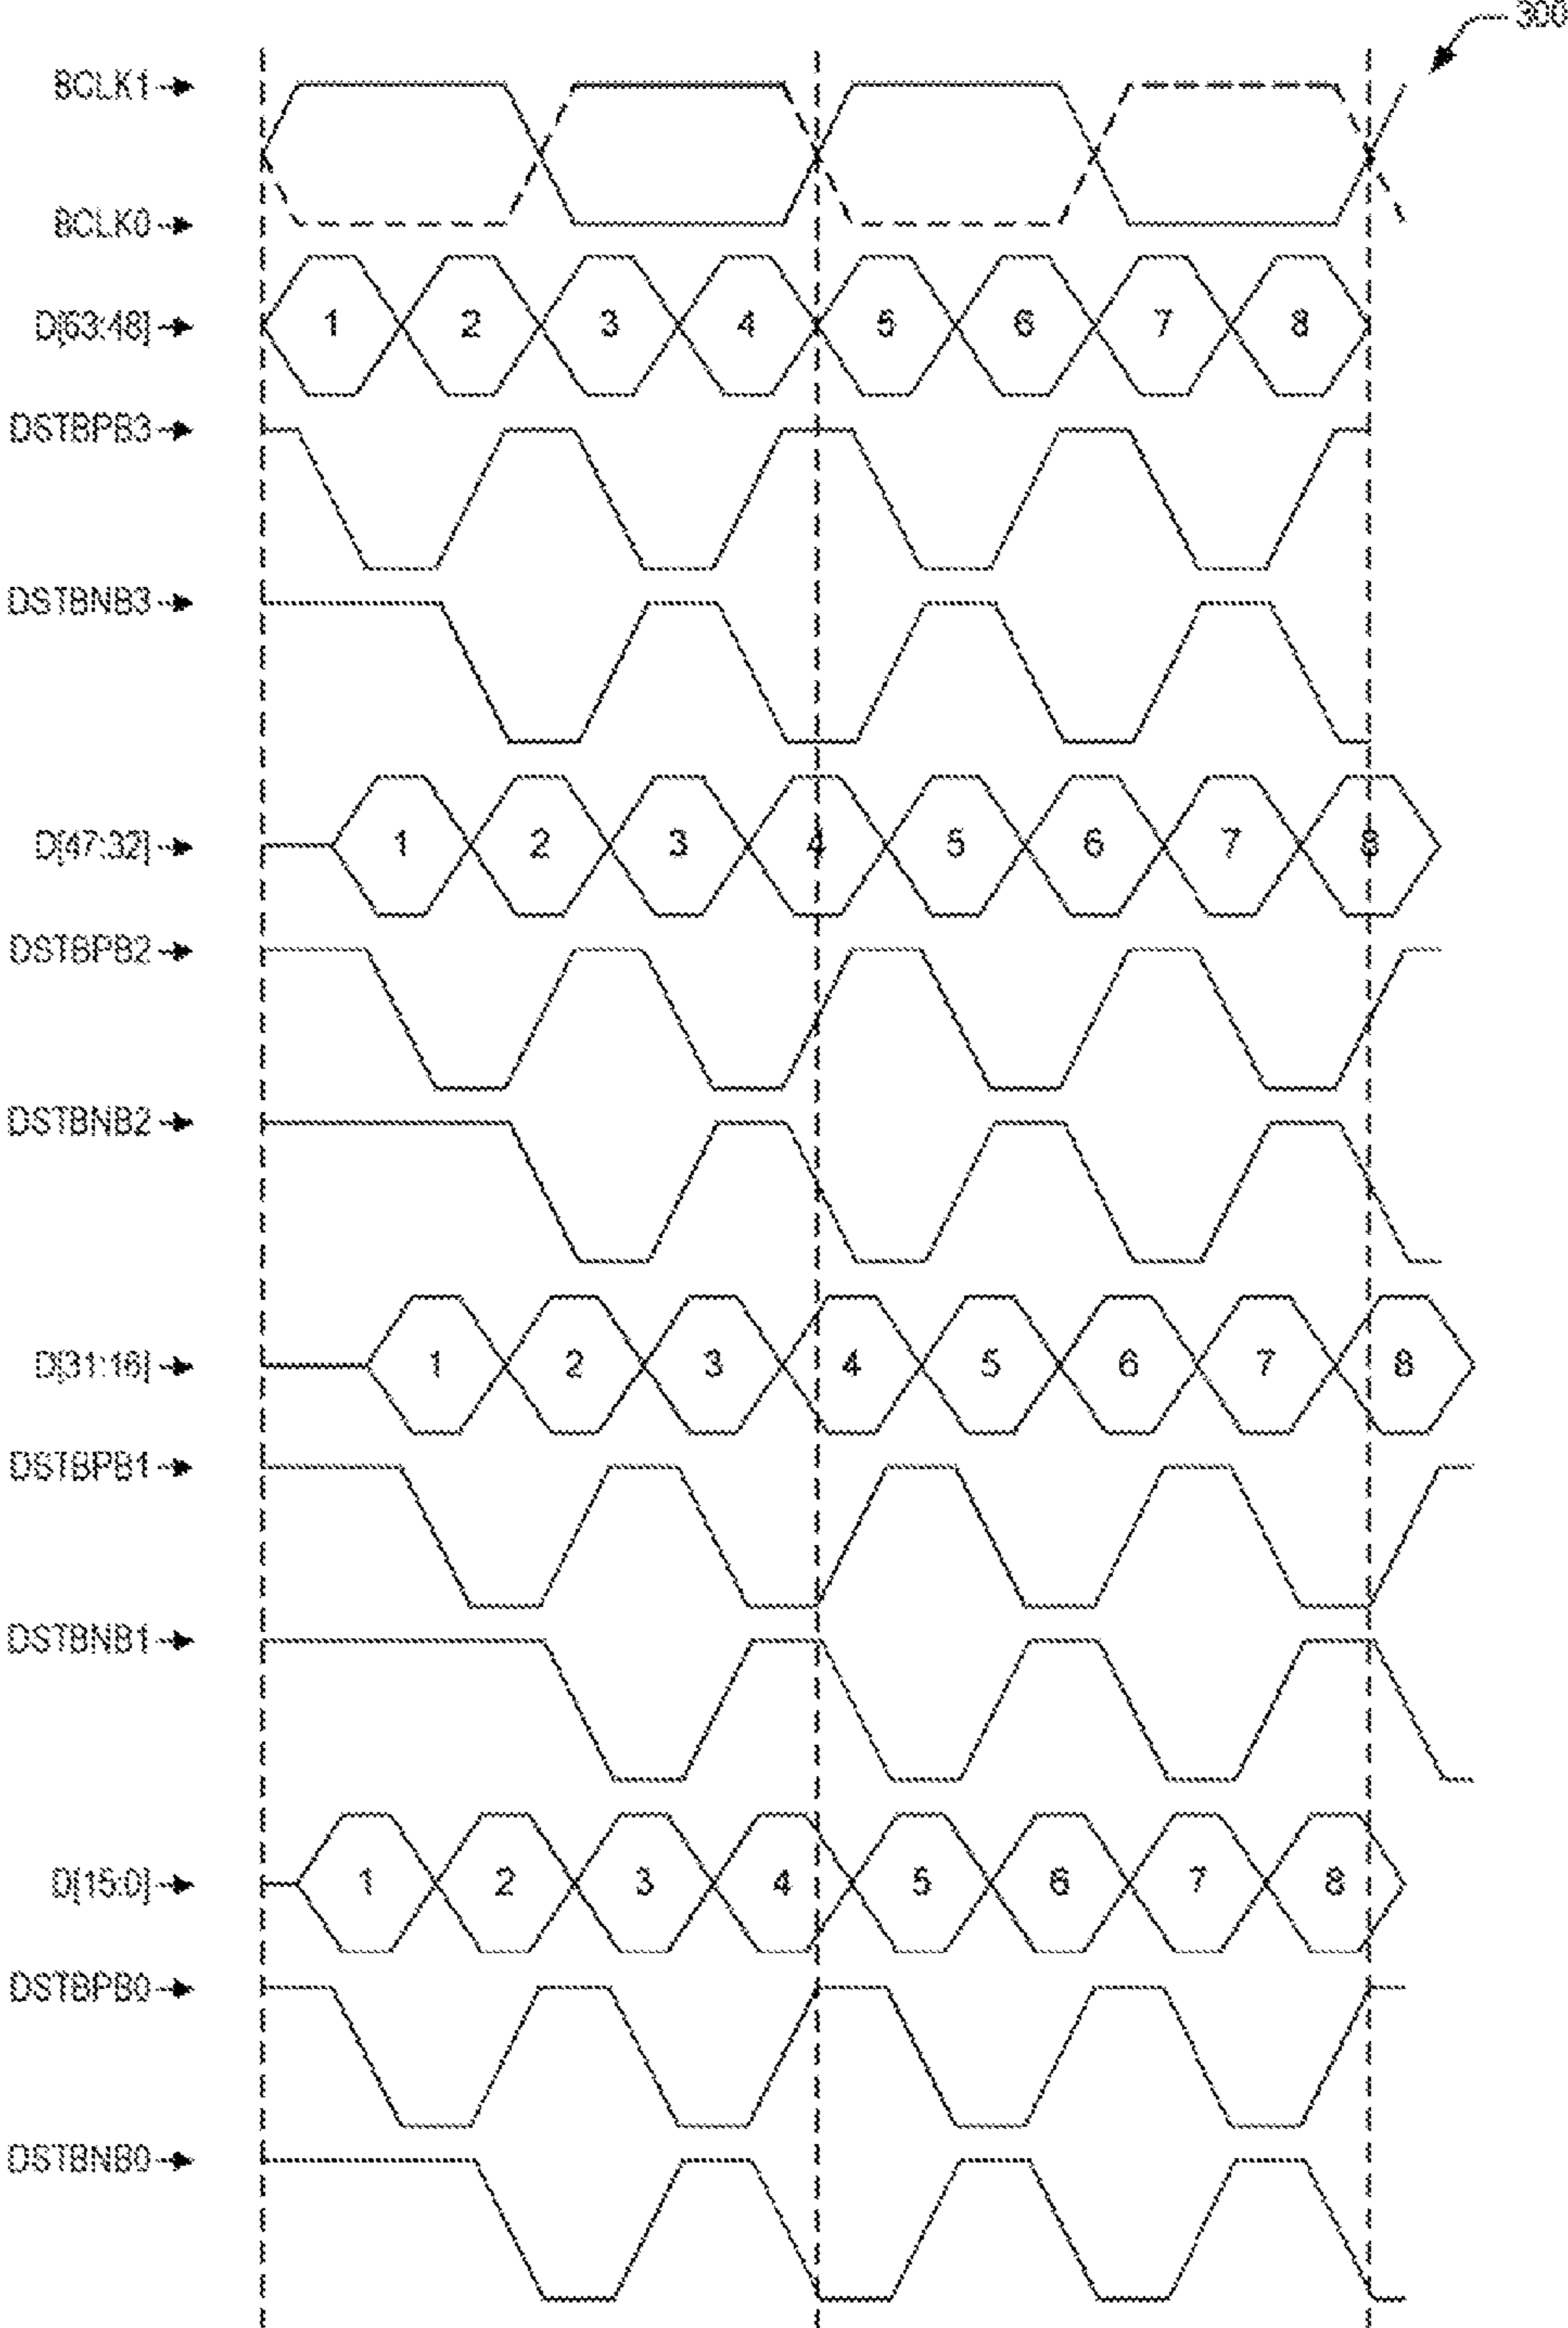 300
BCLK1
BCLK0
D[63:48] 1 2 3 4 5 6 7 8
DSTBPB3
DSTBNB3
D[47:32] 1 2 3 4 5 6 7 8
DSTBPB2
DSTBNB2
D[31:16] 1 2 3 4 5 6 7 8
DSTBPB1
DSTBNB1
D[15:0] 1 2 3 4 5 6 7 8
DSTBPB0
DSTBNB0